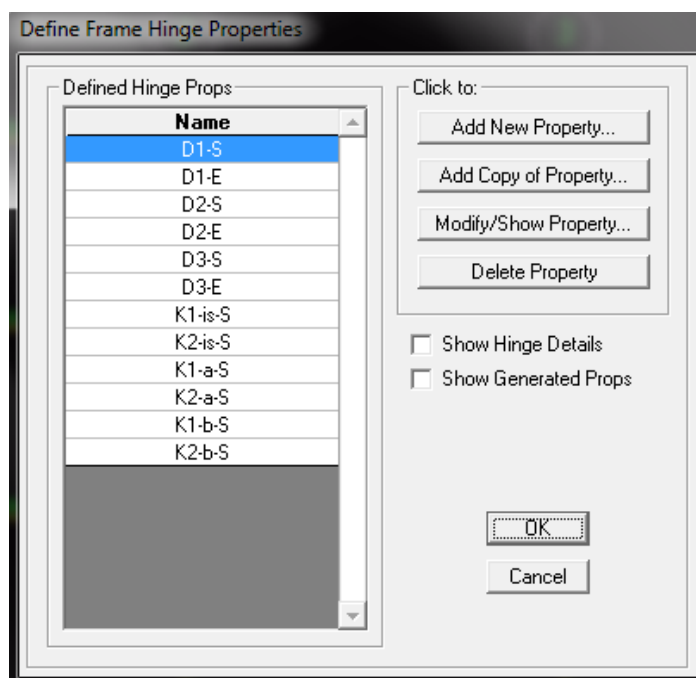 Define Frame Hinge Properties
Defined Hinge Props
Name
D1-S
D1-E
D2-S
D2-E
D3-S
D3-E
K1-is-S
K2-is-S
K1-a-S
K2-a-S
K1-b-S
K2-b-S
Click to:
Add New Property...
Add Copy of Property...
Modify/Show Property...
Delete Property
Show Hinge Details
Show Generated Props
OK
Cancel